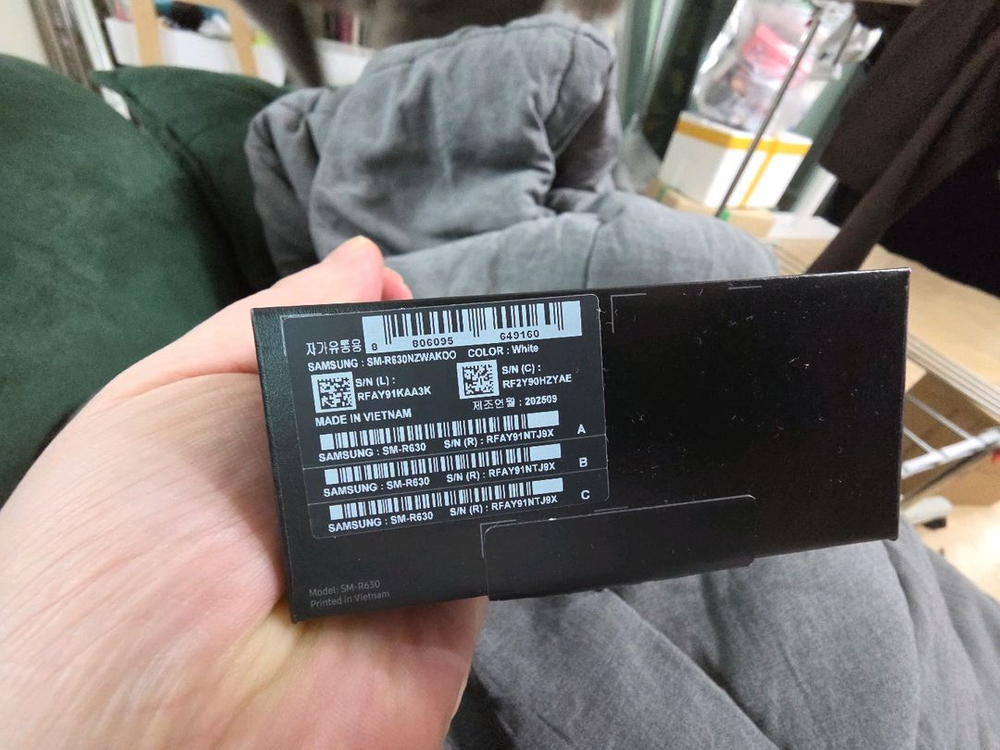 자가유통용
8 806095 649160
SAMSUNG : SM-R630NZWAKOO COLOR : White
S/N (L) :
RFAY91KAA3K
S/N (C) :
RF2Y90HZYAE
MADE IN VIETNAM
제조연월 : 202509
SAMSUNG : SM-R630 S/N (R) : RFAY91NTJ9X A
SAMSUNG : SM-R630 S/N (R) : RFAY91NTJ9X B
SAMSUNG : SM-R630 S/N (R) : RFAY91NTJ9X C
Model: SM-R630
Printed in Vietnam